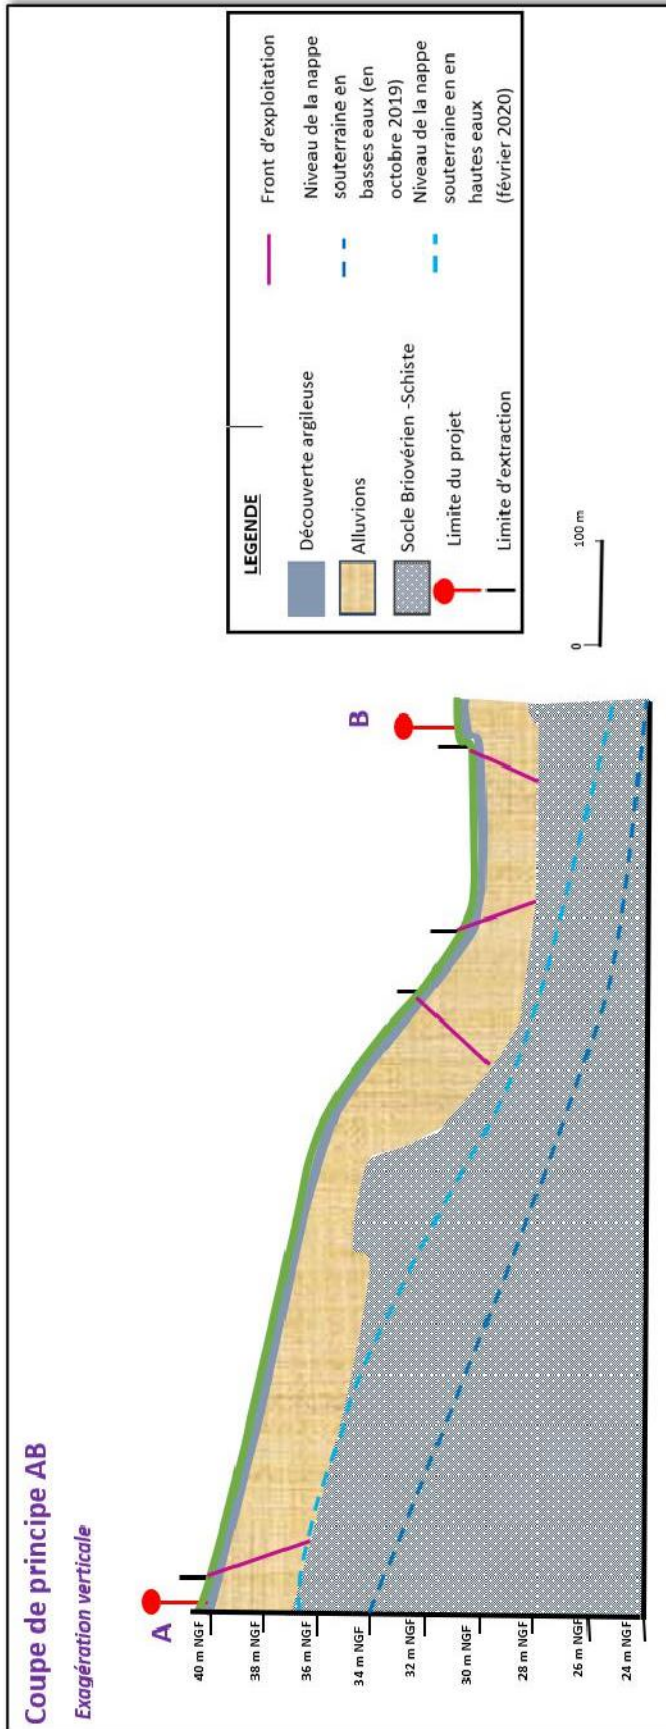 Coupe de principe AB
Exagération verticale
A
B
40 m NGF
38 m NGF
36 m NGF
34 m NGF
32 m NGF
30 m NGF
28 m NGF
26 m NGF
24 m NGF
0
100 m
LEGENDE
Découverte argileuse
Alluvions
Socle Briovérien -Schiste
Limite du projet
Limite d'extraction
Front d'exploitation
Niveau de la nappe
souterraine en
basses eaux (en
octobre 2019)
Niveau de la nappe
souterraine en en
hautes eaux
(février 2020)